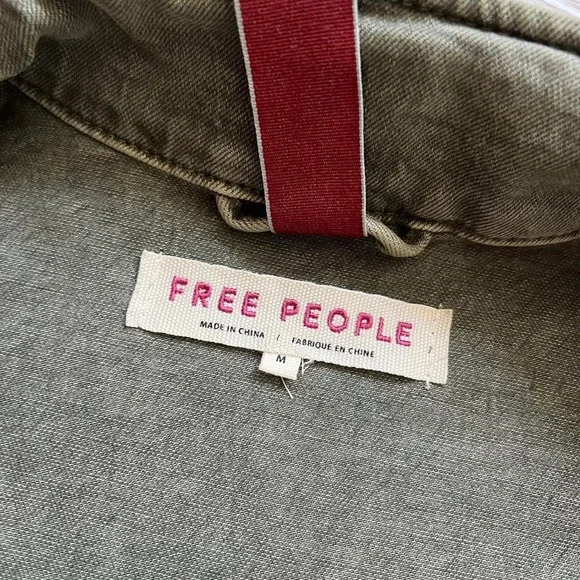 FREE PEOPLE
MADE IN CHINA / FABRIQUE EN CHINE
M